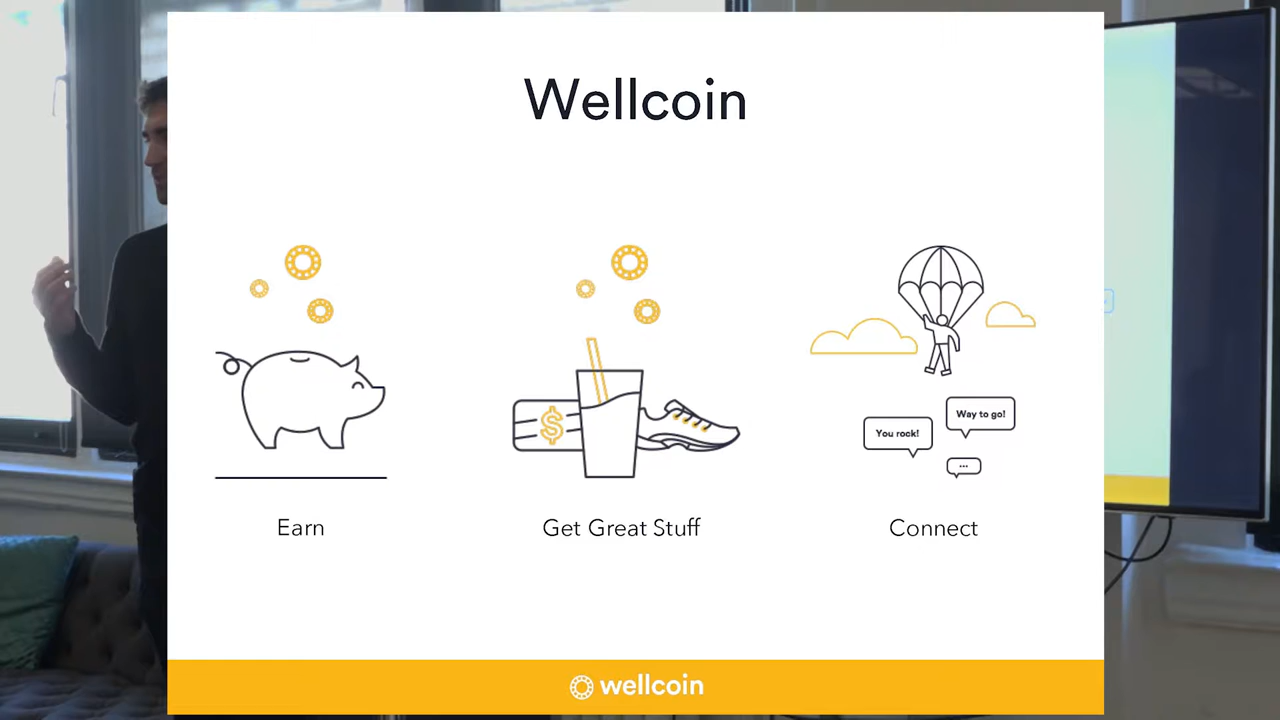 Wellcoin
$
You rock!
Way to go!
...
Earn
Get Great Stuff
Connect
wellcoin